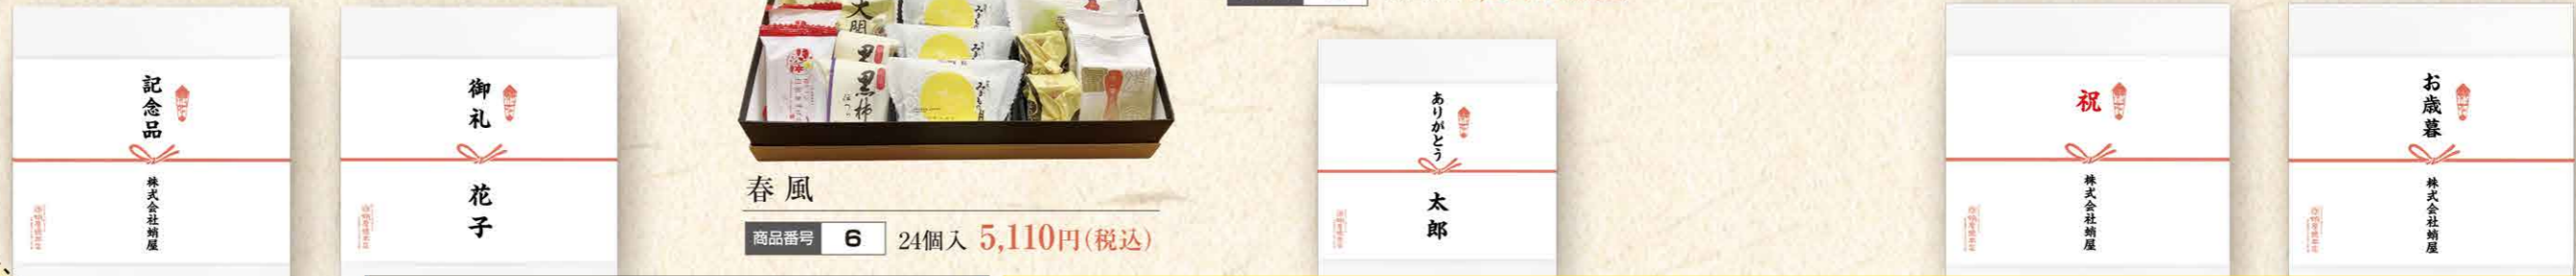 記念品
株式会社蛸屋
御礼
花子
春風
商品番号 6 24個入 5,110円(税込)
ありがとう
太郎
祝
株式会社蛸屋
お歳暮
株式会社蛸屋